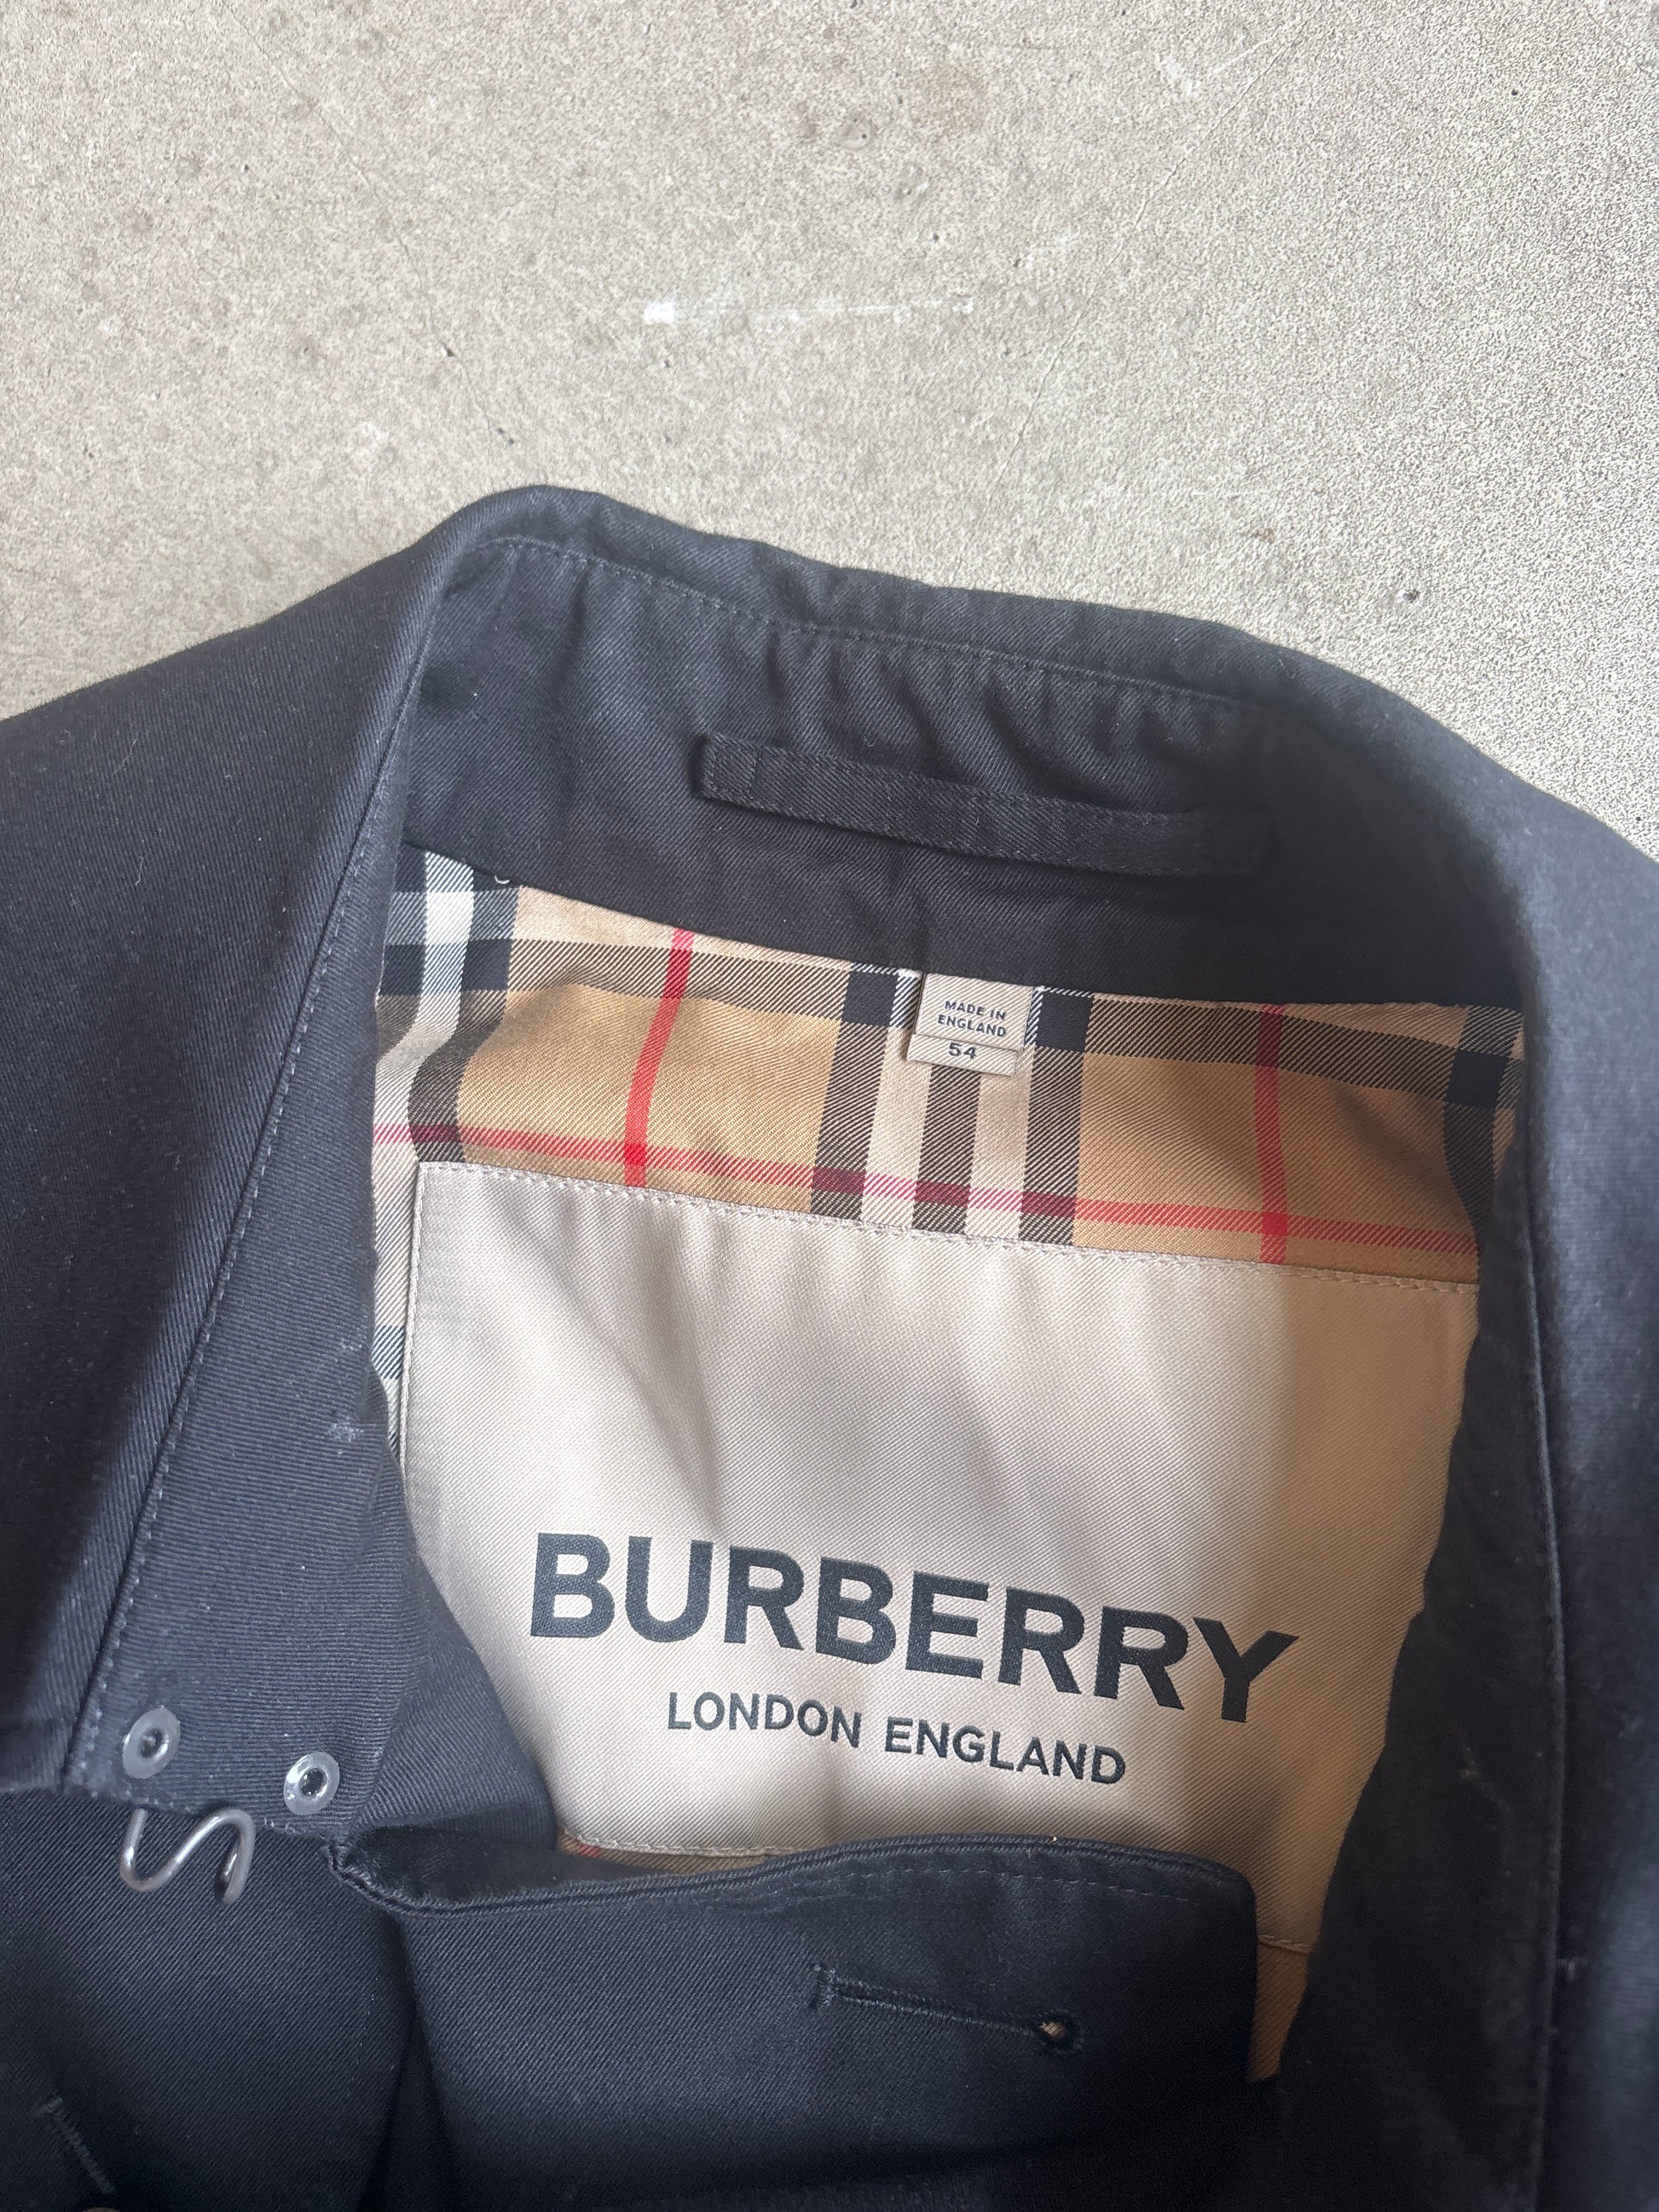 MADE IN
ENGLAND
54
BURBERRY
LONDON ENGLAND